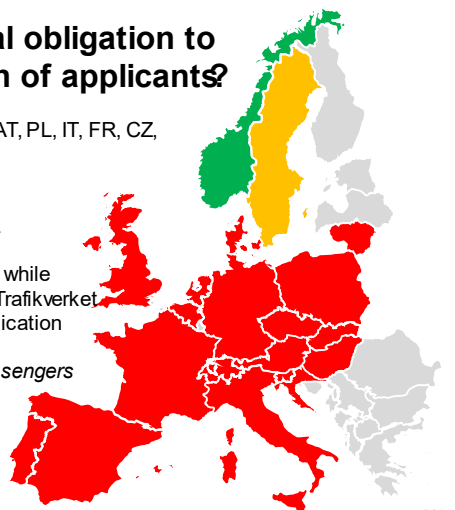 al obligation to
n of applicants?
AT, PL, IT, FR, CZ,
while
Trafikverket
ication
sengers